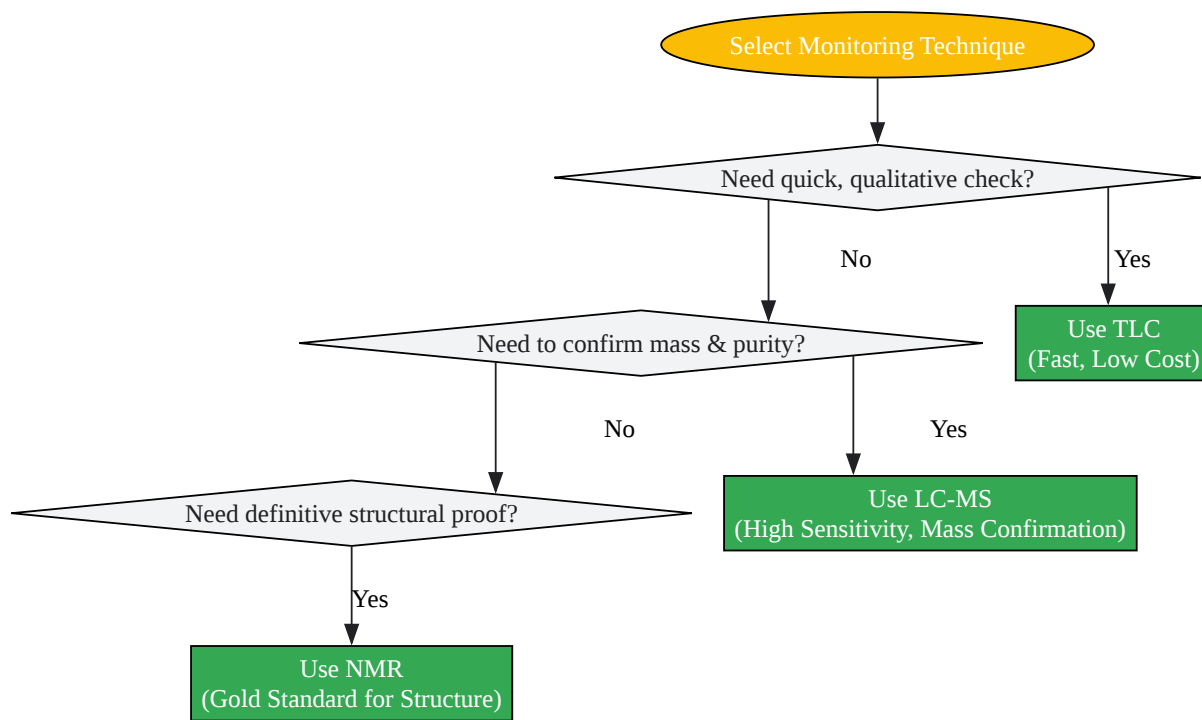 Select Monitoring Technique
Need quick, qualitative check?
No
Yes
Use TLC
(Fast, Low Cost)
Need to confirm mass & purity?
No
Yes
Use LC-MS
(High Sensitivity, Mass Confirmation)
Need definitive structural proof?
Yes
Use NMR
(Gold Standard for Structure)